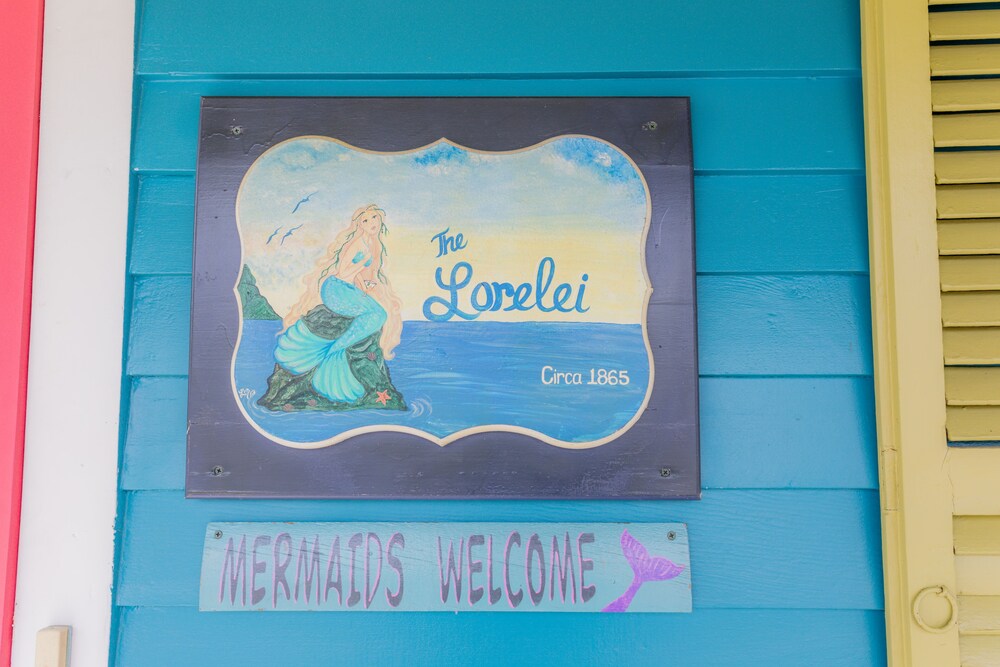 The
Lorelei
Circa 1865
MERMAIDS WELCOME